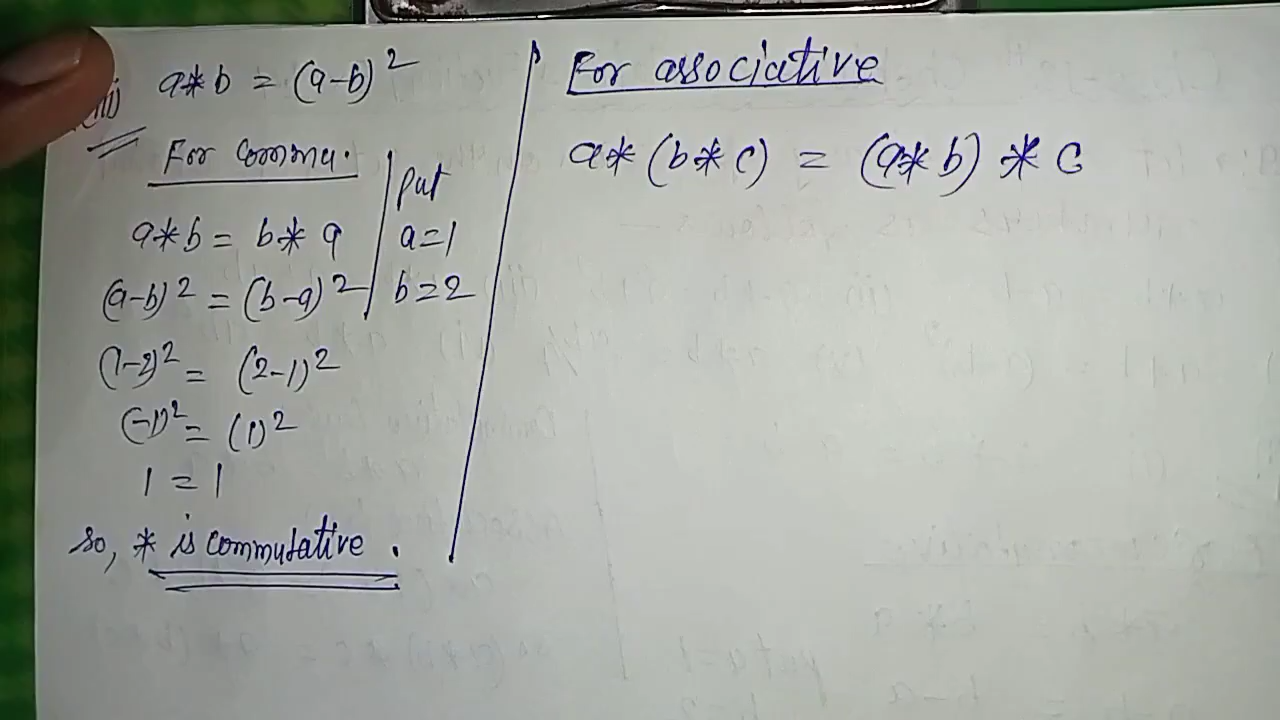 (iii) a*b = (a-b)²
For Commu.
a*b = b*a
(a-b)² = (b-a)²
(1-2)² = (2-1)²
(-1)² = (1)²
1 = 1
so, * is commutative.
put
a=1
b=2
For associative
a*(b*c) = (a*b)*c